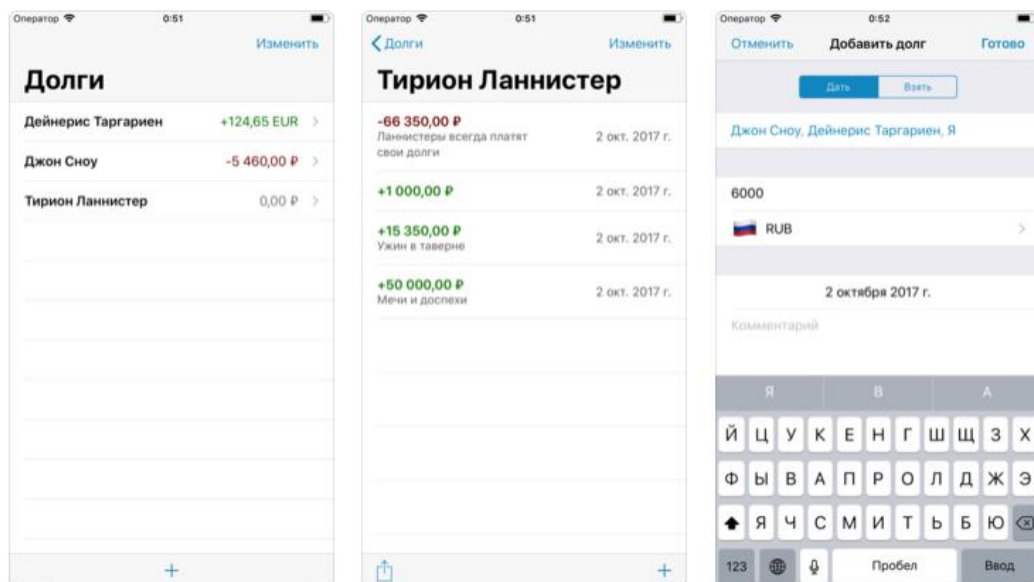 Оператор 0:51
Изменить
Долги
Дейнерис Таргариен +124,65 EUR
Джон Сноу -5 460,00 ₽
Тирион Ланнистер 0,00 ₽
+
Оператор 0:51
Долги Изменить
Тирион Ланнистер
-66 350,00 ₽
Ланнистеры всегда платят 2 окт. 2017 г.
свои долги
+1 000,00 ₽ 2 окт. 2017 г.
+15 350,00 ₽ 2 окт. 2017 г.
Ужин в таверне
+50 000,00 ₽ 2 окт. 2017 г.
Мечи и доспехи
+
Оператор 0:52
Отменить Добавить долг Готово
Дать Взять
Джон Сноу, Дейнерис Таргариен, Я
6000
RUB
2 октября 2017 г.
Комментарий
Я В А
Й Ц У К Е Н Г Ш Щ З Х
Ф Ы В А П Р О Л Д Ж Э
Я Ч С М И Т Ь Б Ю
123 Пробел Ввод